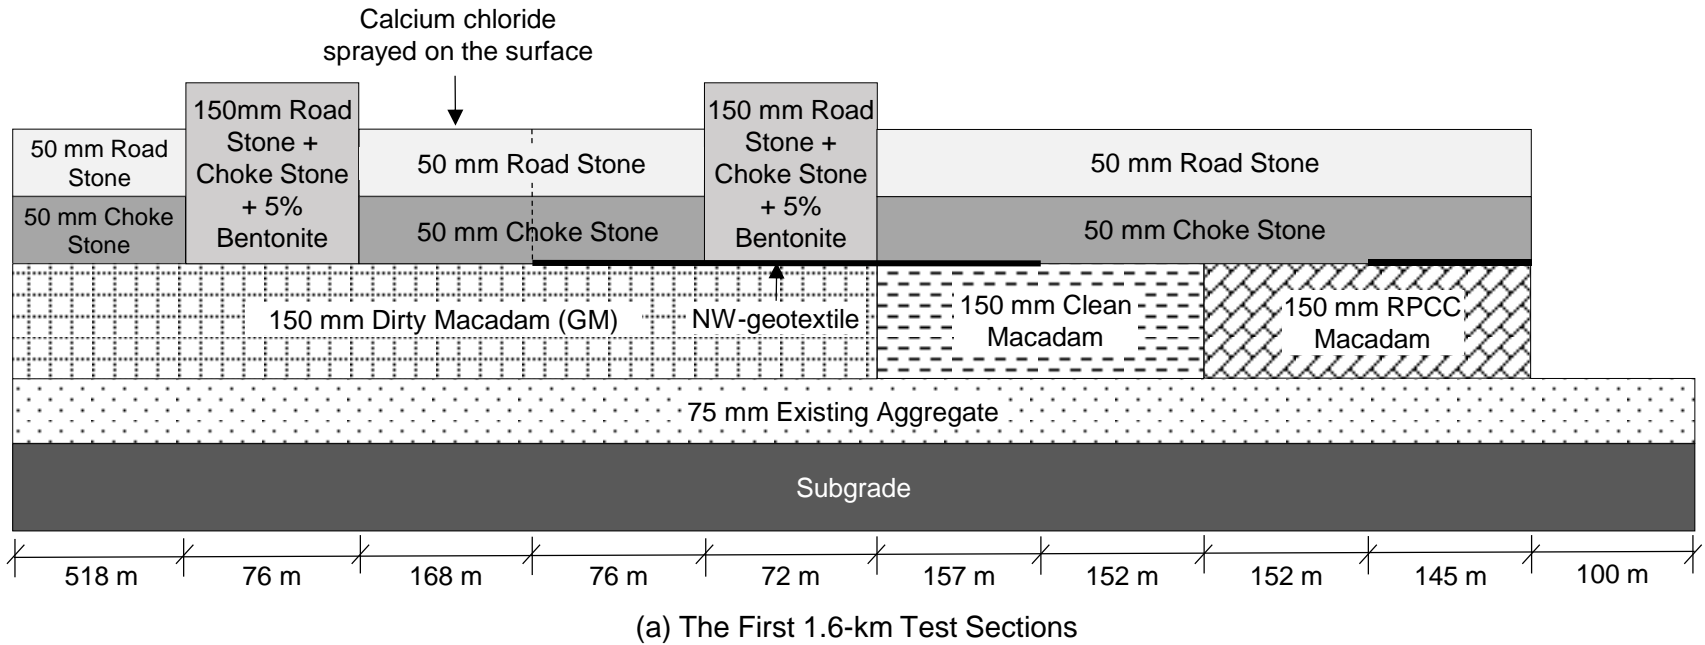 Calcium chloride
sprayed on the surface
50 mm Road
Stone
50 mm Choke
Stone
150mm Road
Stone +
Choke Stone
+ 5%
Bentonite
50 mm Road Stone
50 mm Choke Stone
150 mm Road
Stone +
Choke Stone
+ 5%
Bentonite
50 mm Road Stone
50 mm Choke Stone
150 mm Dirty Macadam (GM)
NW-geotextile
150 mm Clean
Macadam
150 mm RPCC
Macadam
75 mm Existing Aggregate
Subgrade
518 m
76 m
168 m
76 m
72 m
157 m
152 m
152 m
145 m
100 m
(a) The First 1.6-km Test Sections